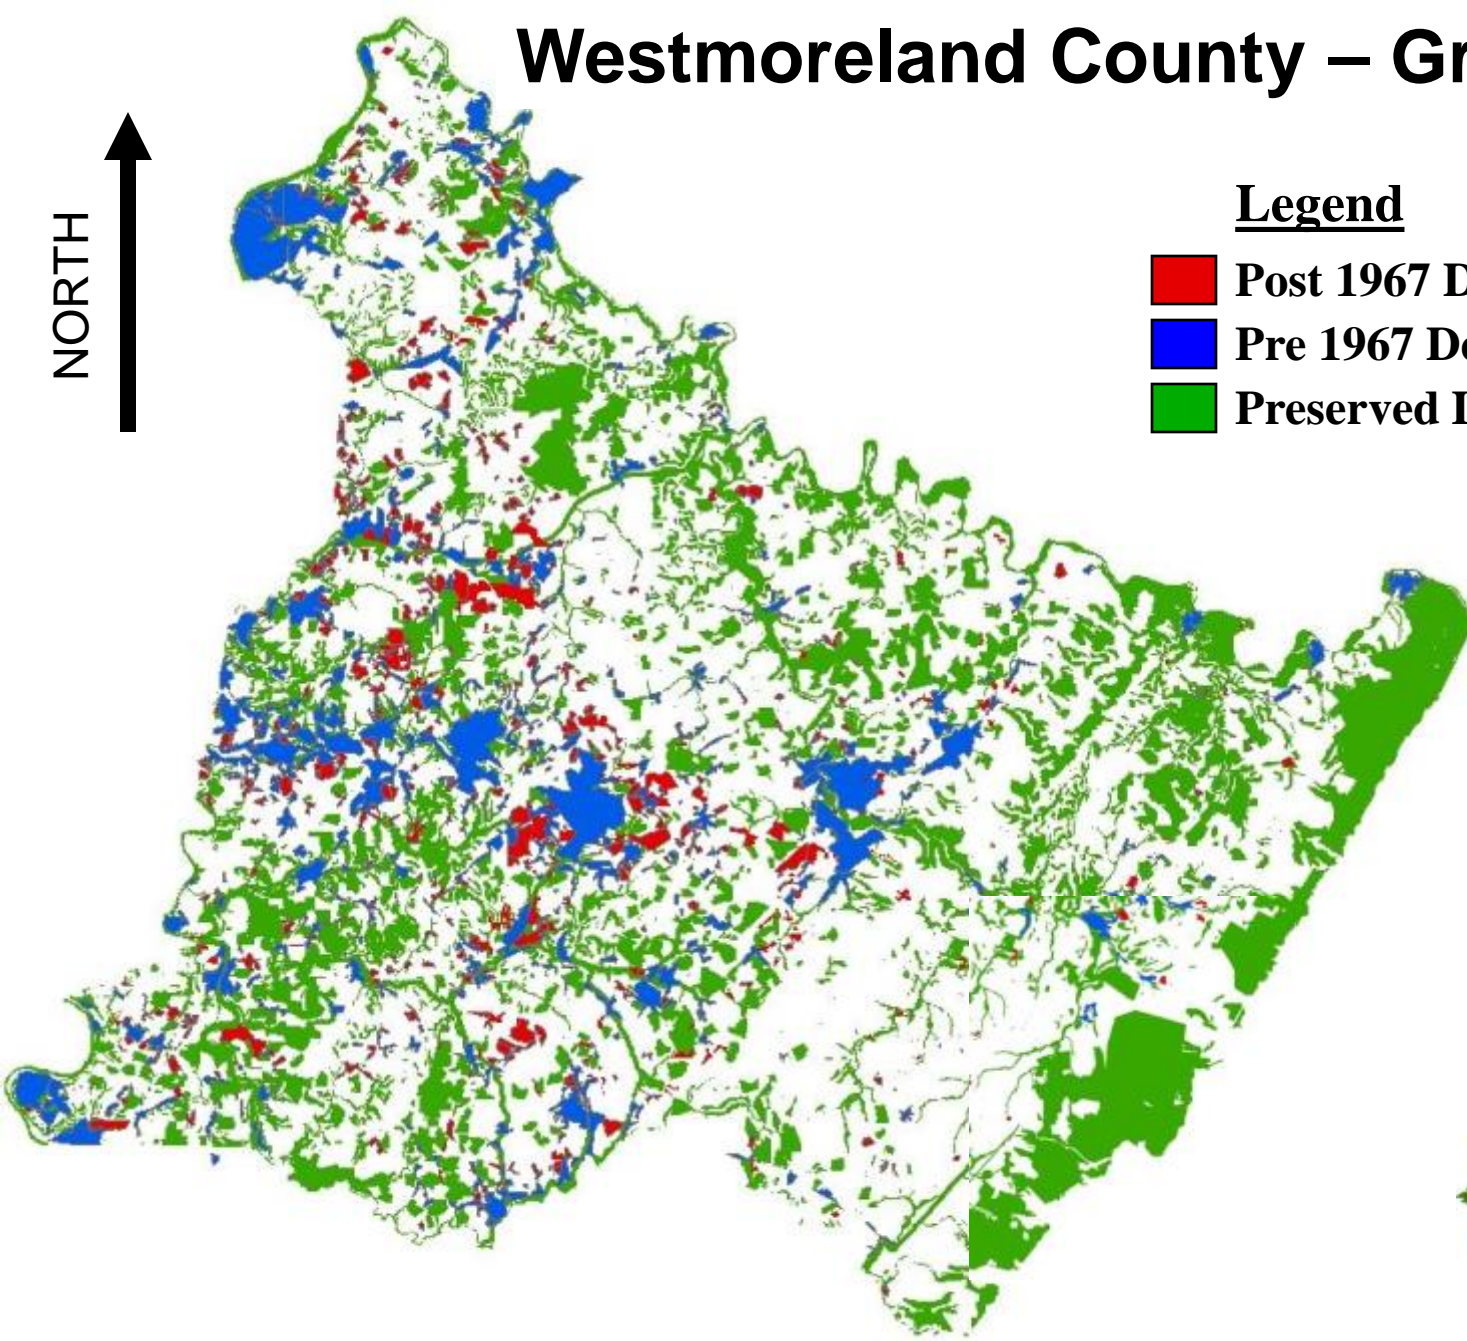 Westmoreland County – Gr
NORTH
Legend
Post 1967 D
Pre 1967 De
Preserved